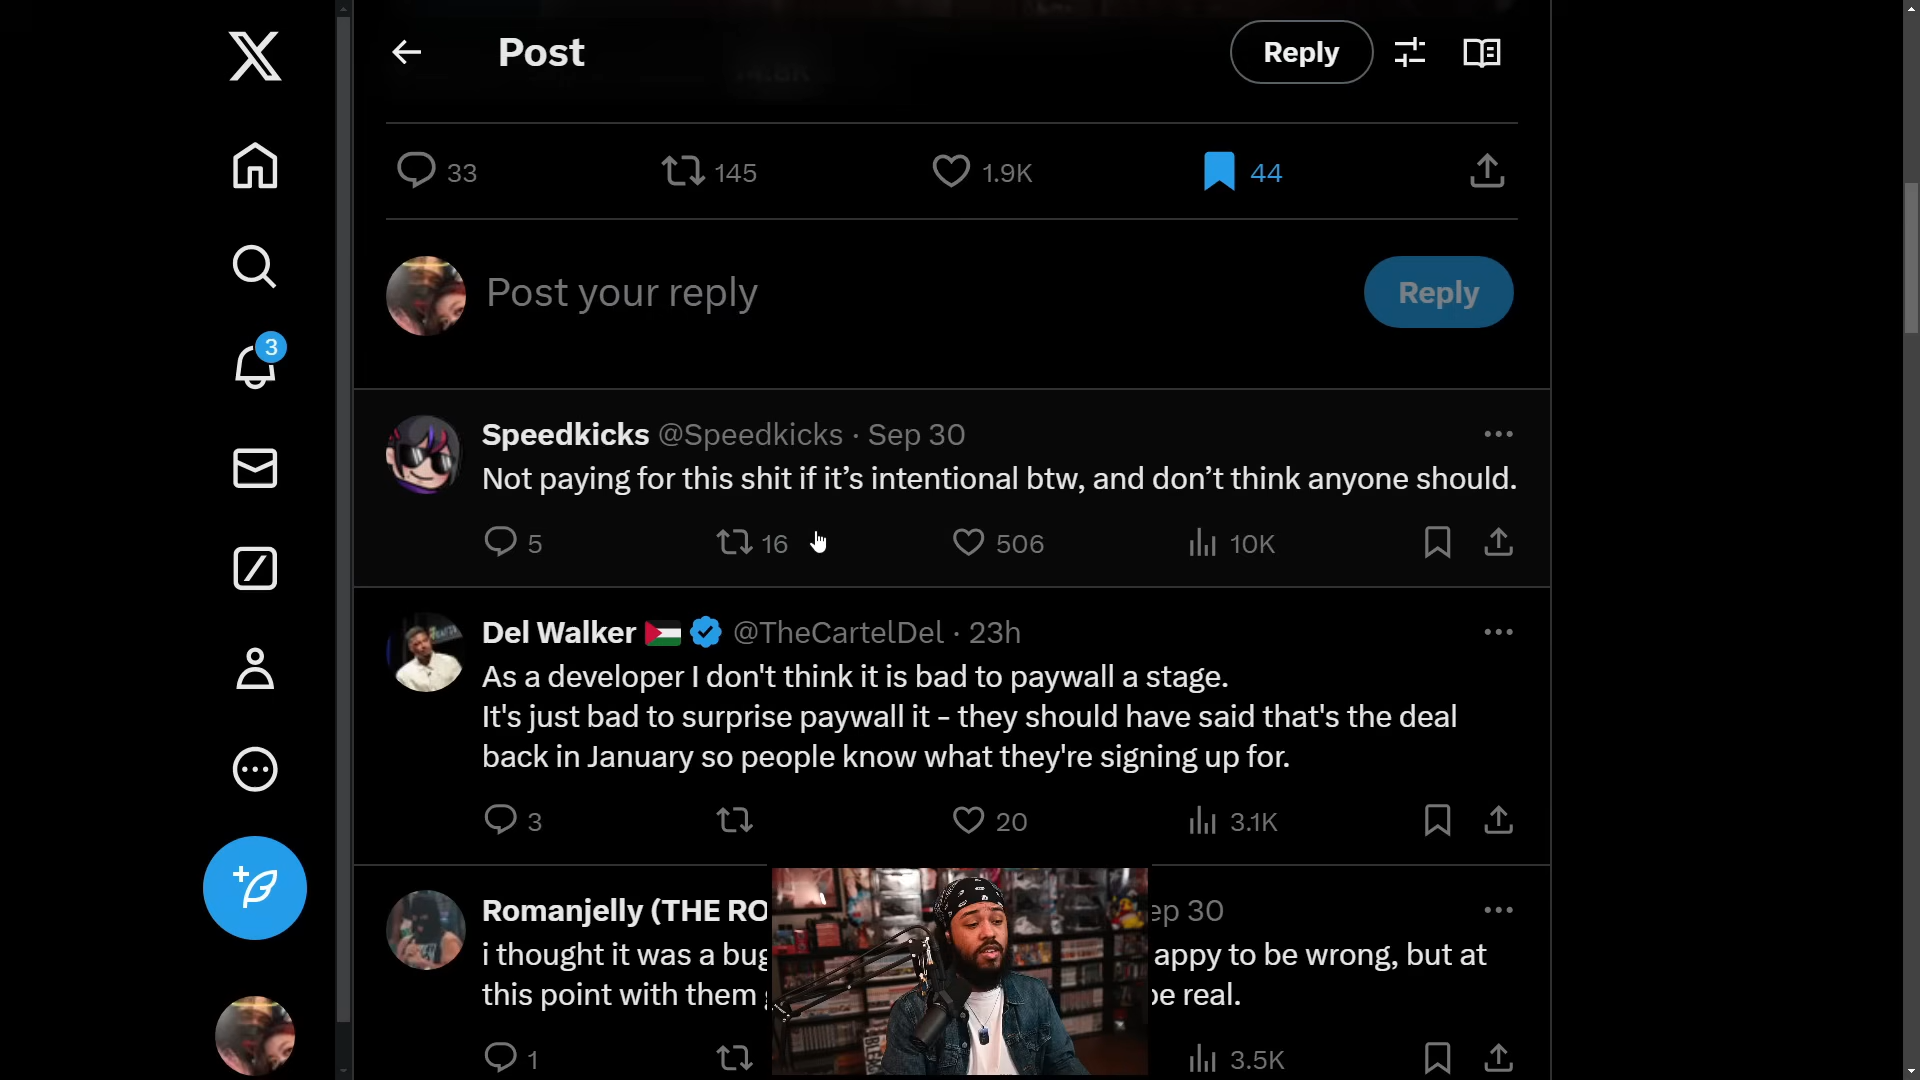 Post
Reply
33
145
1.9K
44
Post your reply
Reply
3
Speedkicks @Speedkicks · Sep 30
Not paying for this shit if it’s intentional btw, and don’t think anyone should.
5
16
506
10K
Del Walker @TheCartelDel · 23h
As a developer I don't think it is bad to paywall a stage.
It's just bad to surprise paywall it - they should have said that's the deal
back in January so people know what they're signing up for.
3
20
3.1K
Romanjelly (THE RO ep 30
i thought it was a bug appy to be wrong, but at
this point with them be real.
1
3.5K